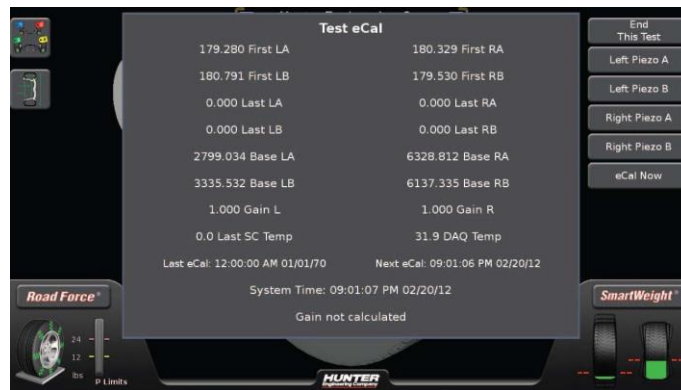 Test eCal
179.280 First LA
180.329 First RA
180.791 First LB
179.530 First RB
0.000 Last LA
0.000 Last RA
0.000 Last LB
0.000 Last RB
2799.034 Base LA
6328.812 Base RA
3335.532 Base LB
6137.335 Base RB
1.000 Gain L
1.000 Gain R
0.0 Last SC Temp
31.9 DAQ Temp
Last eCal: 12:00:00 AM 01/01/70
Next eCal: 09:01:06 PM 02/20/12
System Time: 09:01:07 PM 02/20/12
Gain not calculated
End
This Test
Left Piezo A
Left Piezo B
Right Piezo A
Right Piezo B
eCal Now
Road Force®
24
12
lbs
P Limits
HUNTER
Engineering Company
SmartWeight®